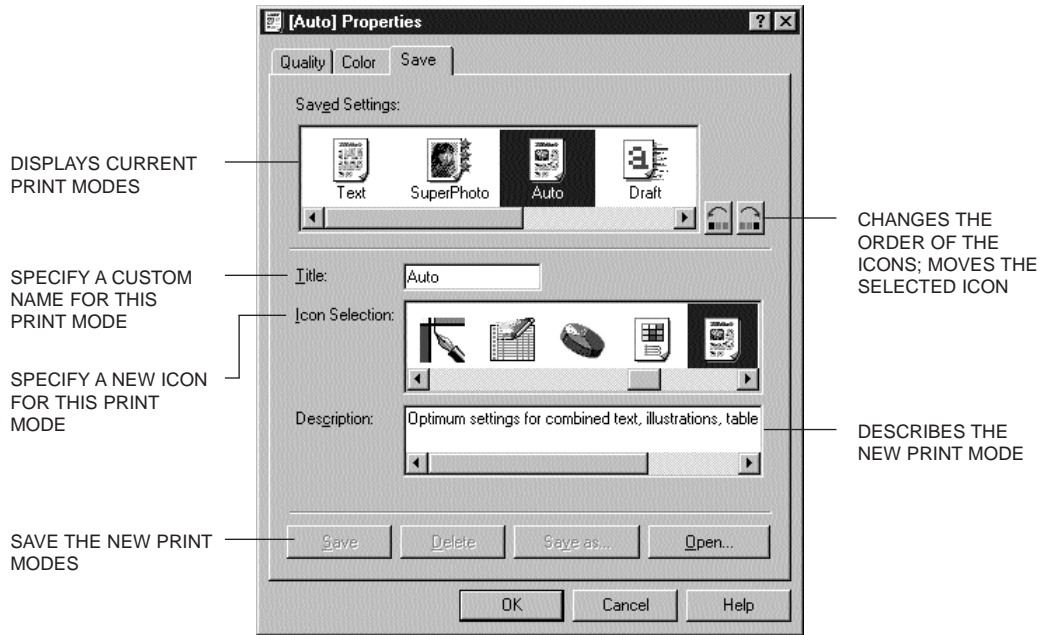 [Auto] Properties
Quality Color Save
Saved Settings:
Text SuperPhoto Auto Draft
DISPLAYS CURRENT
PRINT MODES
CHANGES THE
ORDER OF THE
ICONS; MOVES THE
SELECTED ICON
Title: Auto
SPECIFY A CUSTOM
NAME FOR THIS
PRINT MODE
Icon Selection:
SPECIFY A NEW ICON
FOR THIS PRINT
MODE
Description: Optimum settings for combined text, illustrations, table
DESCRIBES THE
NEW PRINT MODE
SAVE THE NEW PRINT
MODES
Save Delete Save as... Open...
OK Cancel Help